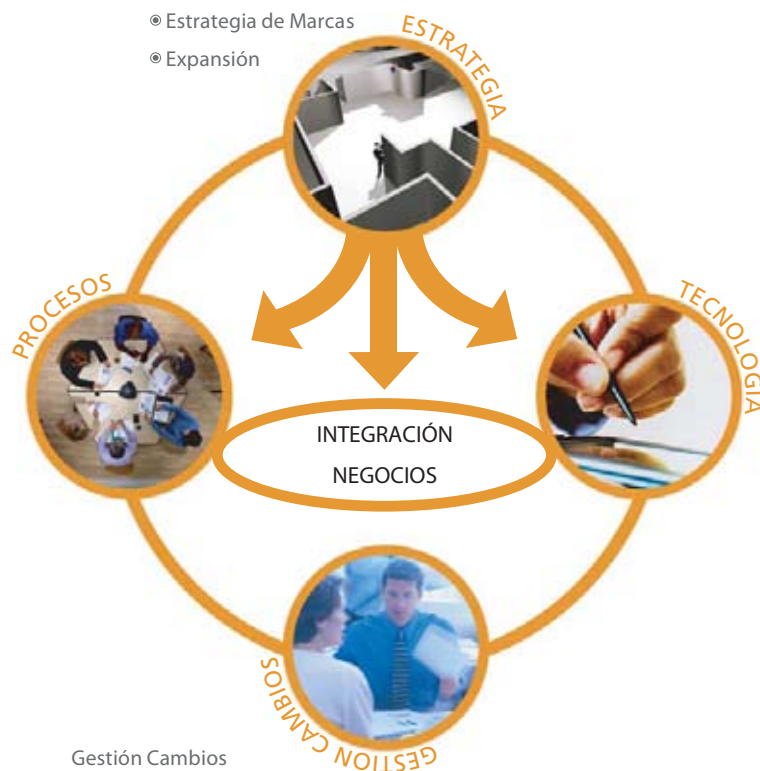 ◉ Estrategia de Marcas
◉ Expansión
ESTRATEGIA
PROCESOS
TECNOLOGIA
INTEGRACIÓN
NEGOCIOS
GESTION CAMBIOS
Gestión Cambios